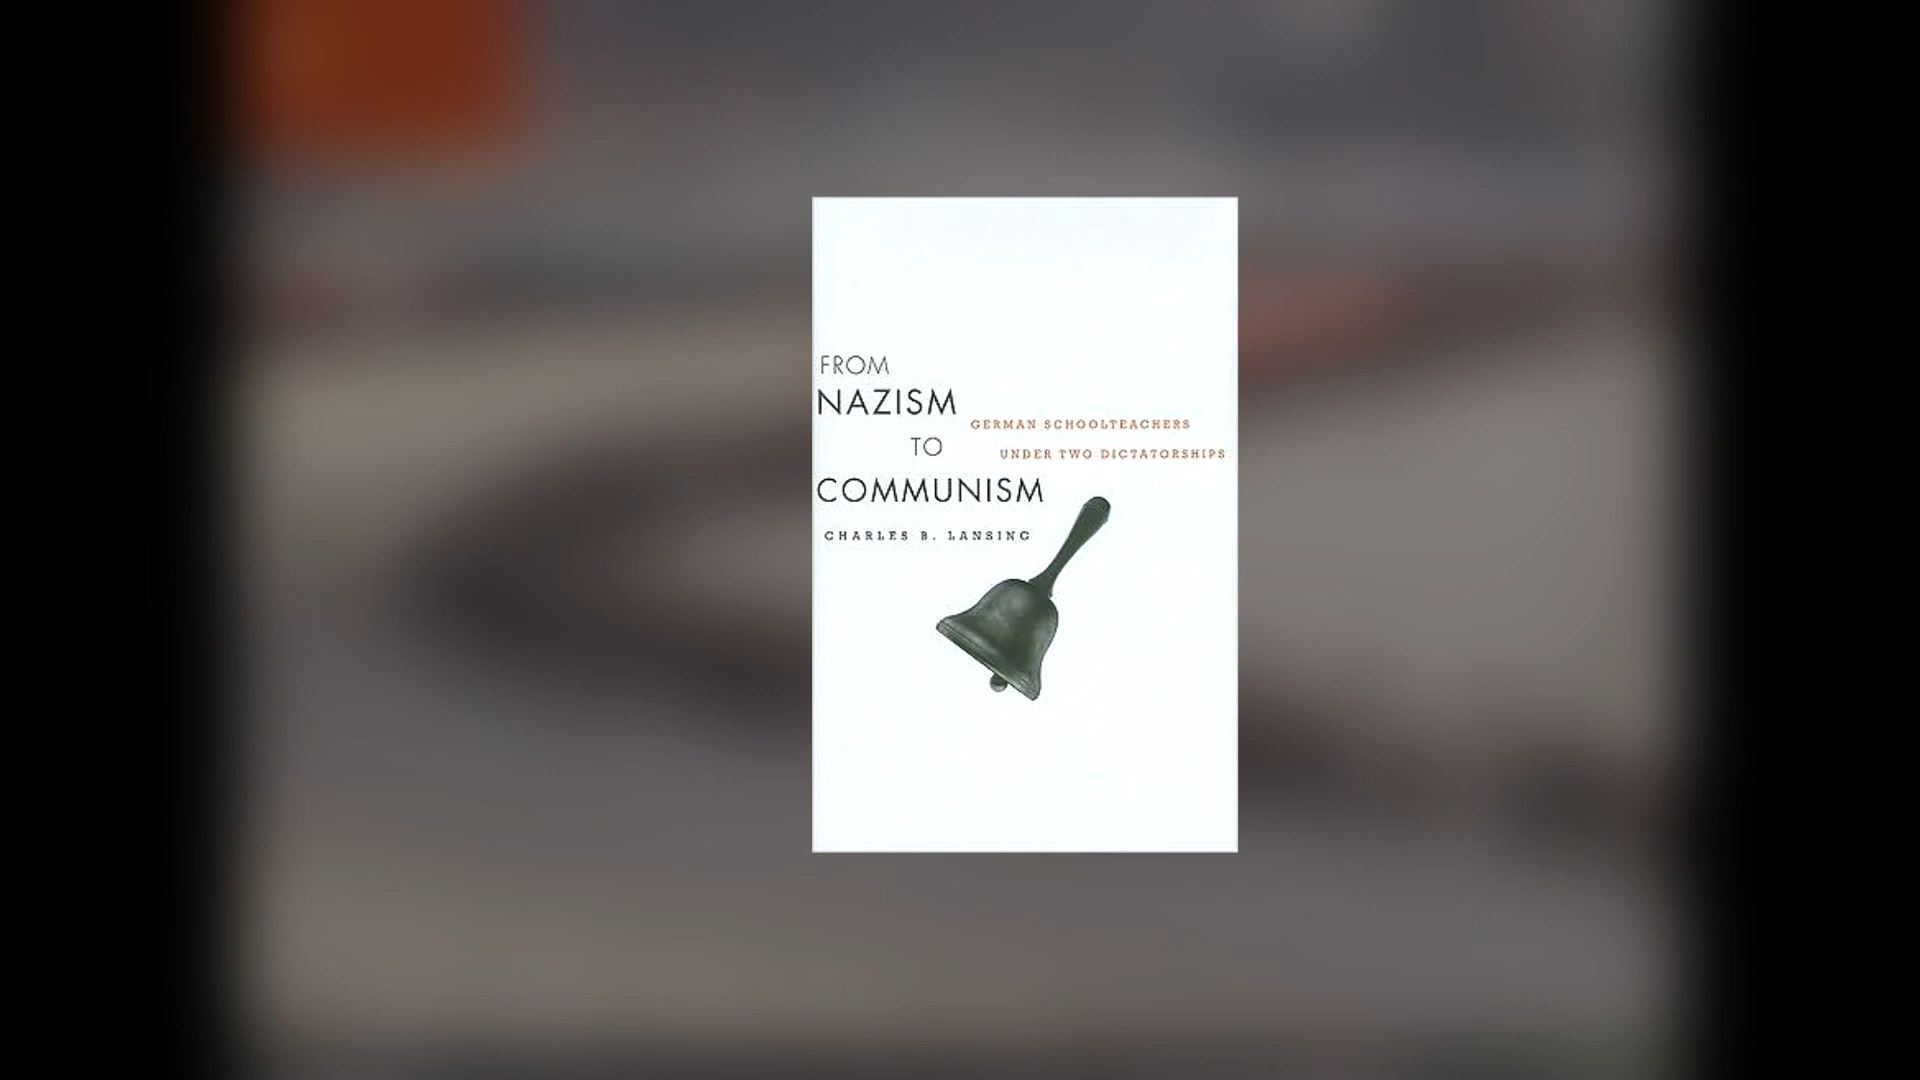 FROM
NAZISM
GERMAN SCHOOLTEACHERS
TO
UNDER TWO DICTATORSHIPS
COMMUNISM
CHARLES B. LANSING